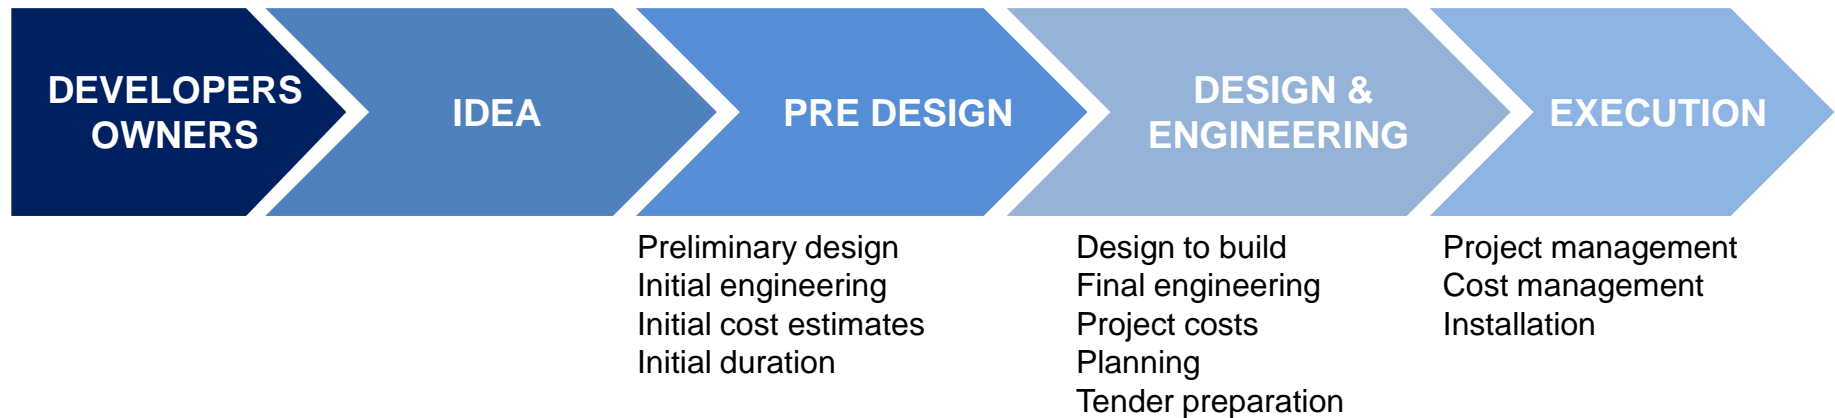 DEVELOPERS
OWNERS
IDEA
PRE DESIGN
DESIGN &
ENGINEERING
EXECUTION
Preliminary design
Initial engineering
Initial cost estimates
Initial duration
Design to build
Final engineering
Project costs
Planning
Tender preparation
Project management
Cost management
Installation